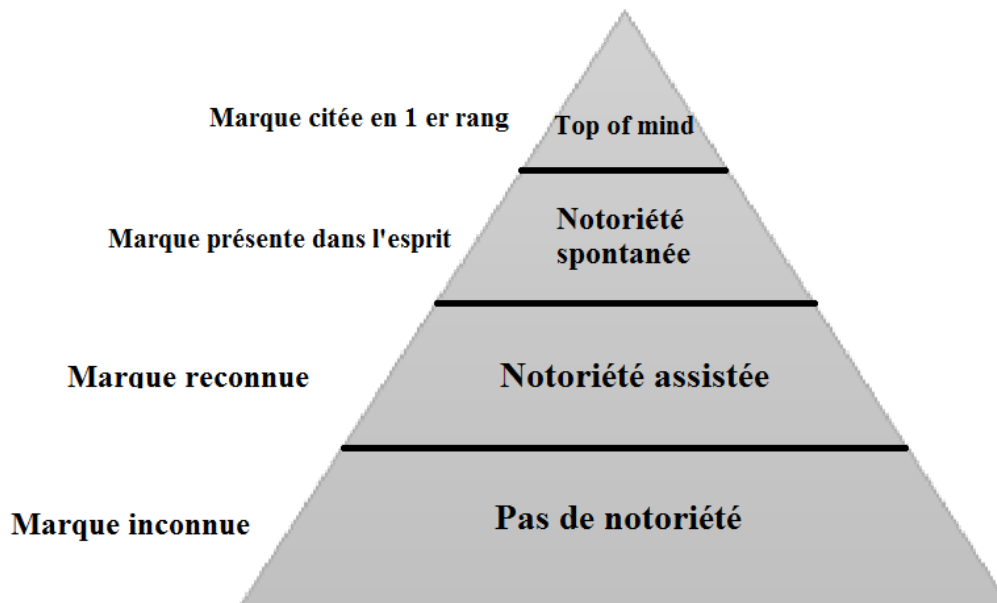 Marque citée en 1 er rang
Top of mind
Marque présente dans l'esprit
Notoriété
spontanée
Marque reconnue
Notoriété assistée
Marque inconnue
Pas de notoriété